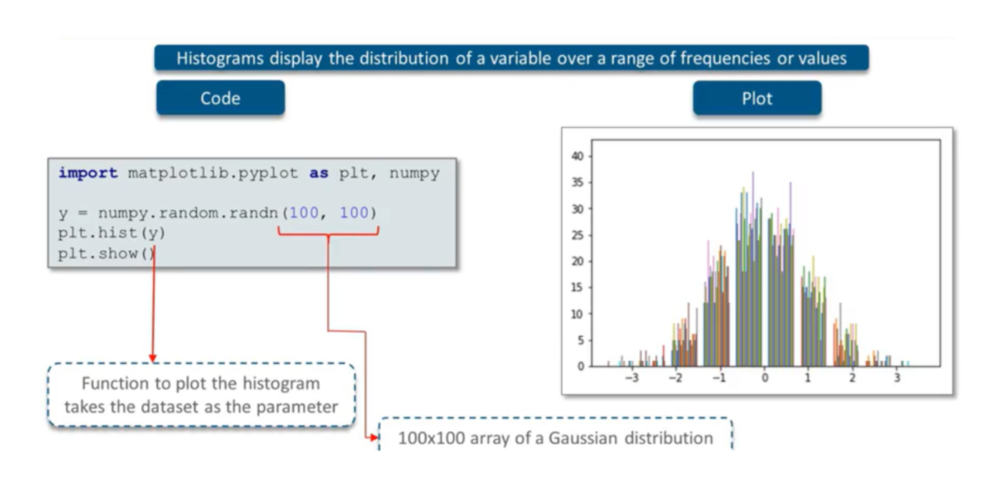 Histograms display the distribution of a variable over a range of frequencies or values
Code
Plot
import matplotlib.pyplot as plt, numpy
y = numpy.random.randn(100, 100)
plt.hist(y)
plt.show()
40
35
30
25
20
15
10
5
0
−3
−2
−1
0
1
2
3
Function to plot the histogram
takes the dataset as the parameter
100x100 array of a Gaussian distribution